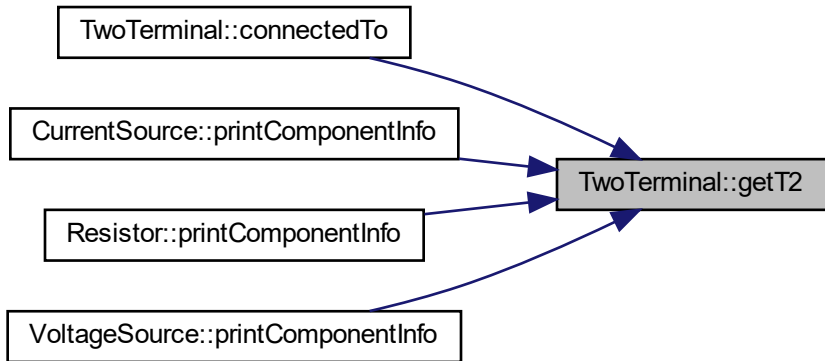 TwoTerminal::connectedTo
CurrentSource::printComponentInfo
TwoTerminal::getT2
Resistor::printComponentInfo
VoltageSource::printComponentInfo